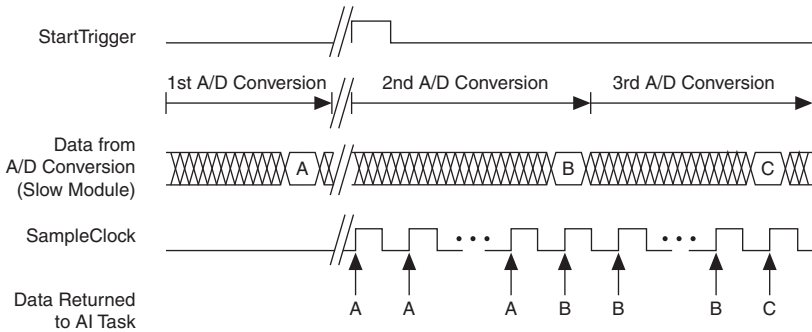 StartTrigger
1st A/D Conversion 2nd A/D Conversion 3rd A/D Conversion
Data from
A/D Conversion
(Slow Module)
A B C
SampleClock
• • • • • •
Data Returned
to AI Task
A A A B B B C